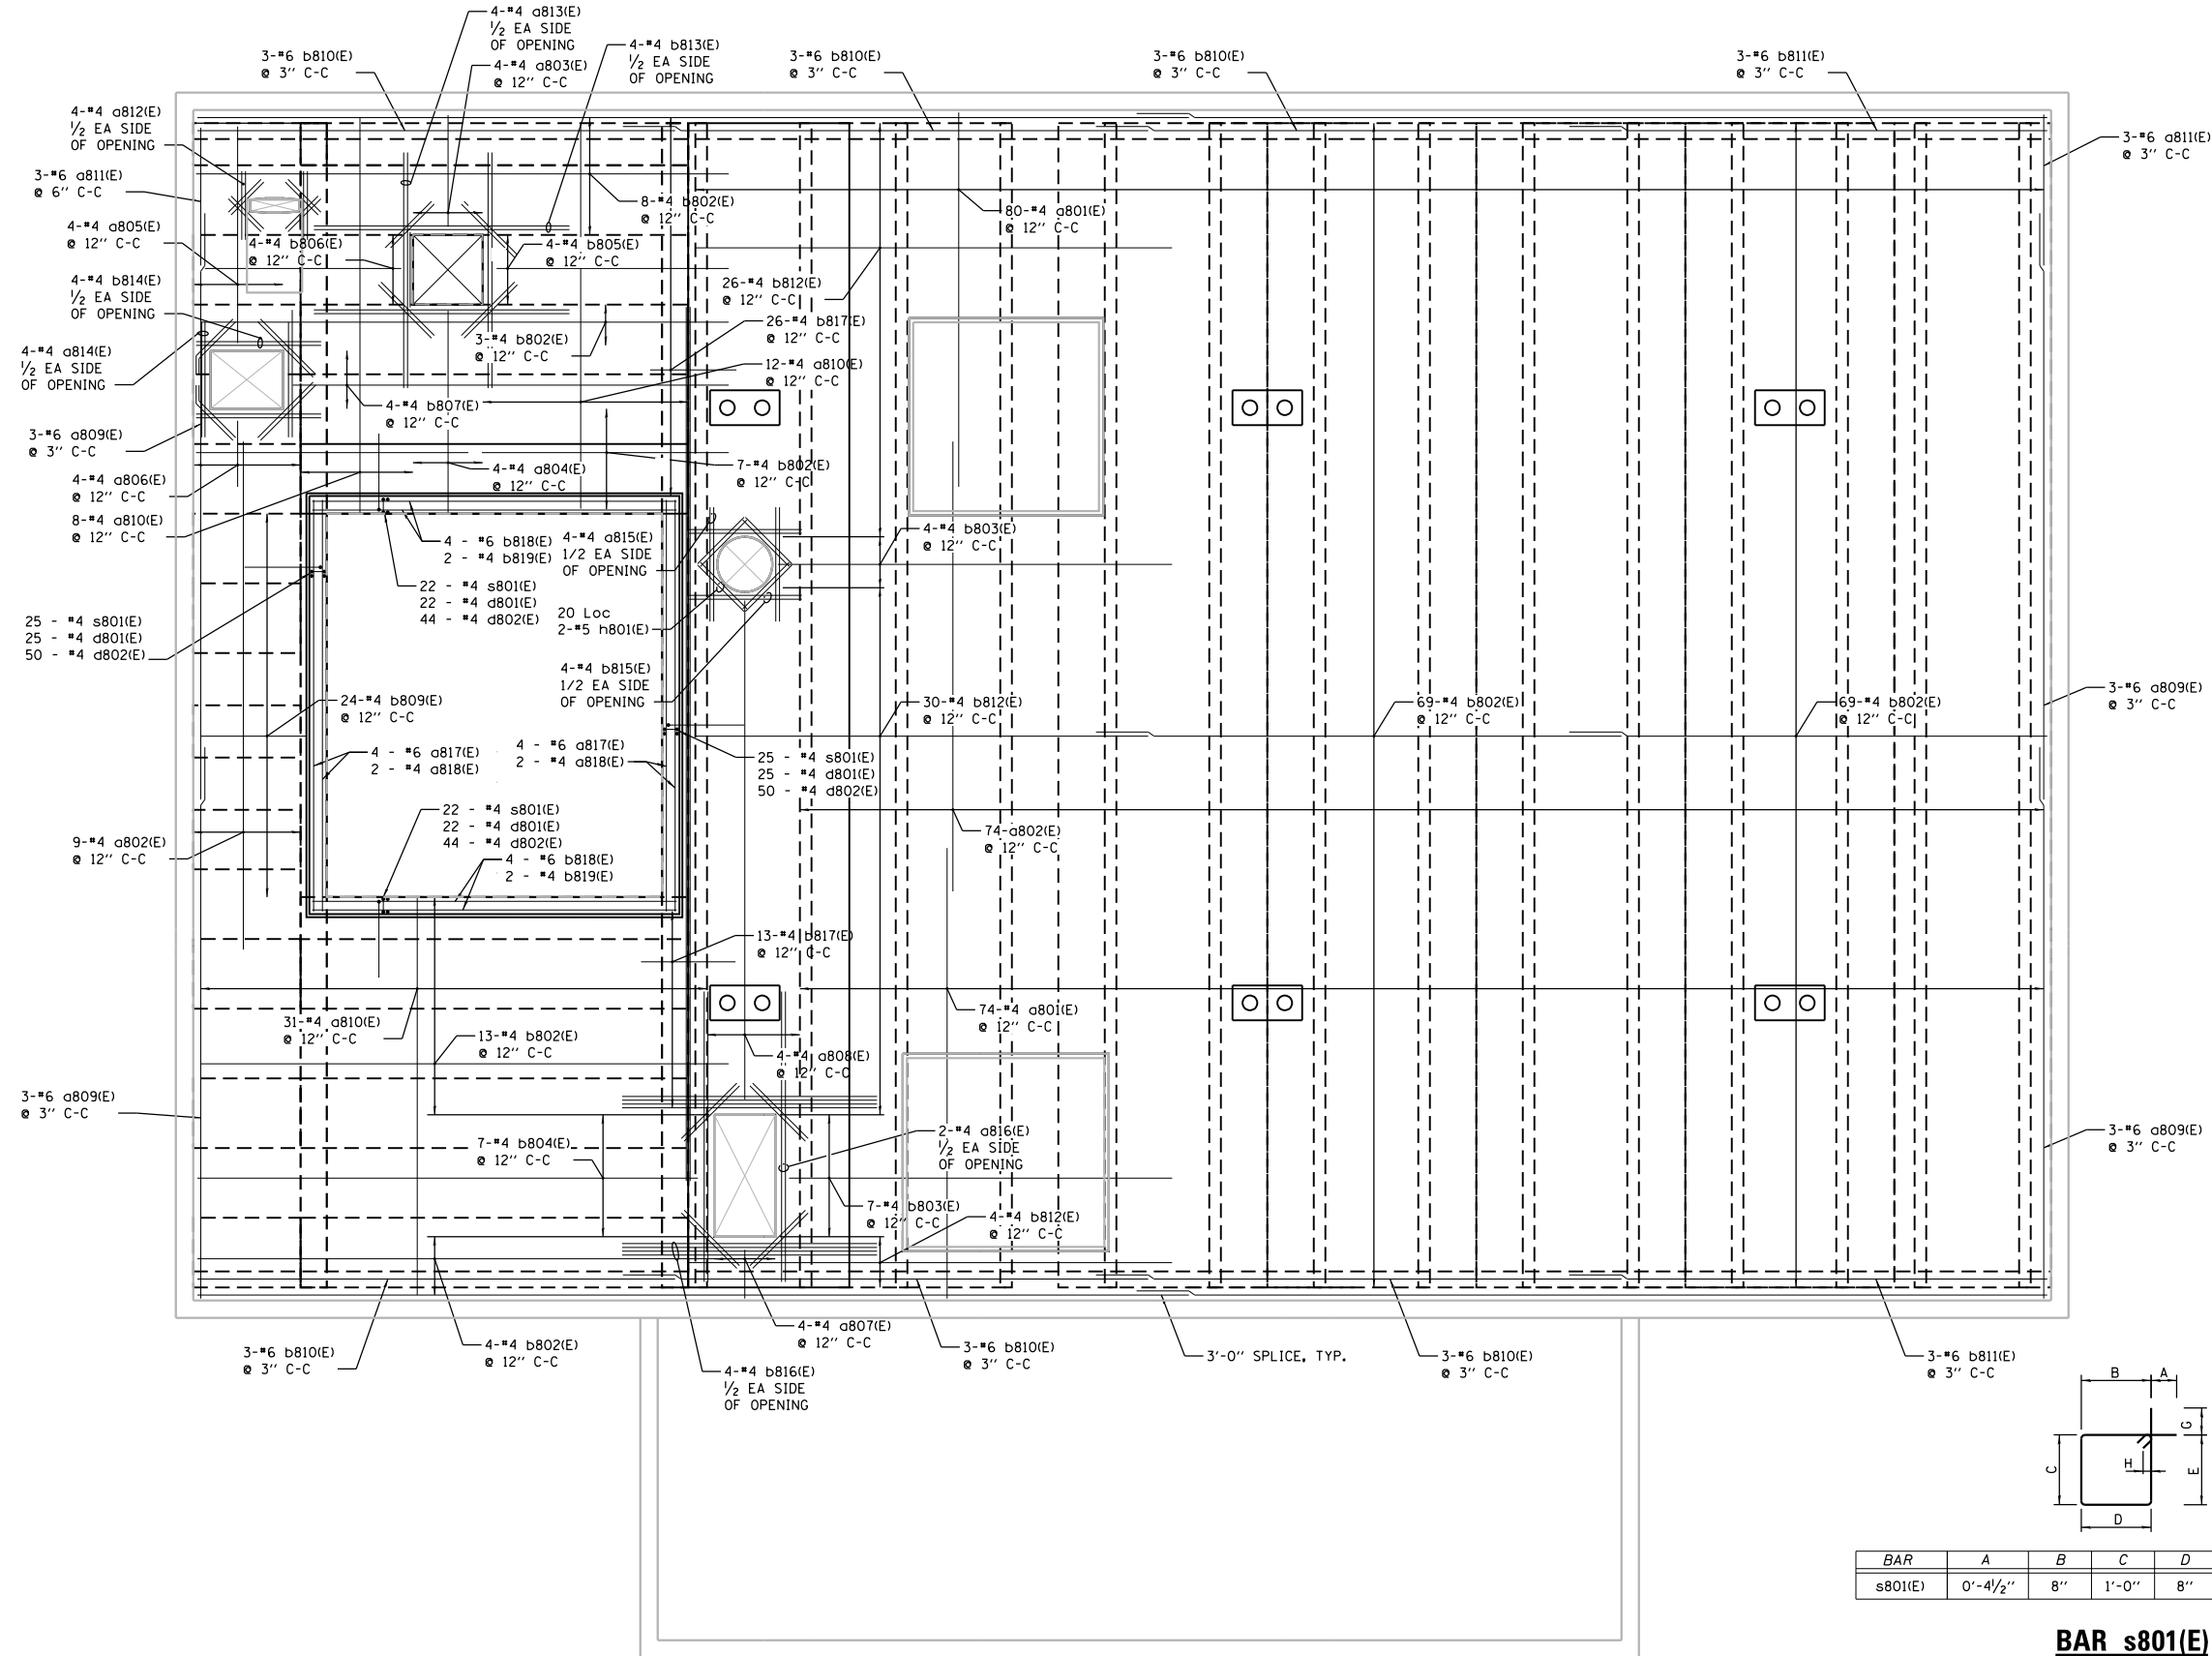 4-#4 a813(E)
½ EA SIDE
OF OPENING
4-#4 b813(E)
½ EA SIDE
OF OPENING
3-#6 b810(E)
@ 3'' C-C
4-#4 a803(E)
@ 12'' C-C
3-#6 b810(E)
@ 3'' C-C
3-#6 b810(E)
@ 3'' C-C
3-#6 b811(E)
@ 3'' C-C
4-#4 a812(E)
½ EA SIDE
OF OPENING
3-#6 a811(E)
@ 3'' C-C
3-#6 a811(E)
@ 6'' C-C
8-#4 b802(E)
@ 12'' C-C
80-#4 a801(E)
@ 12'' C-C
4-#4 a805(E)
@ 12'' C-C
4-#4 b806(E)
@ 12'' C-C
4-#4 b805(E)
@ 12'' C-C
4-#4 b814(E)
½ EA SIDE
OF OPENING
26-#4 b812(E)
@ 12'' C-C
26-#4 b817(E)
@ 12'' C-C
3-#4 b802(E)
@ 12'' C-C
4-#4 a814(E)
½ EA SIDE
OF OPENING
12-#4 a810(E)
@ 12'' C-C
4-#4 b807(E)
@ 12'' C-C
3-#6 a809(E)
@ 3'' C-C
4-#4 a804(E)
@ 12'' C-C
7-#4 b802(E)
@ 12'' C-C
4-#4 a806(E)
@ 12'' C-C
8-#4 a810(E)
@ 12'' C-C
4 - #6 b818(E)
2 - #4 b819(E)
4-#4 a815(E)
1/2 EA SIDE
OF OPENING
4-#4 b803(E)
@ 12'' C-C
22 - #4 s801(E)
22 - #4 d801(E)
44 - #4 d802(E)
20 Loc
2-#5 h801(E)
25 - #4 s801(E)
25 - #4 d801(E)
50 - #4 d802(E)
4-#4 b815(E)
1/2 EA SIDE
OF OPENING
24-#4 b809(E)
@ 12'' C-C
30-#4 b812(E)
@ 12'' C-C
69-#4 b802(E)
@ 12'' C-C
69-#4 b802(E)
@ 12'' C-C
3-#6 a809(E)
@ 3'' C-C
4 - #6 a817(E)
2 - #4 a818(E)
4 - #6 a817(E)
2 - #4 a818(E)
25 - #4 s801(E)
25 - #4 d801(E)
50 - #4 d802(E)
22 - #4 s801(E)
22 - #4 d801(E)
44 - #4 d802(E)
9-#4 a802(E)
@ 12'' C-C
74-a802(E)
@ 12'' C-C
4 - #6 b818(E)
2 - #4 b819(E)
13-#4 b817(E)
@ 12'' C-C
31-#4 a810(E)
@ 12'' C-C
13-#4 b802(E)
@ 12'' C-C
74-#4 a801(E)
@ 12'' C-C
4-#4 a808(E)
@ 12'' C-C
3-#6 a809(E)
@ 3'' C-C
7-#4 b804(E)
@ 12'' C-C
2-#4 a816(E)
½ EA SIDE
OF OPENING
3-#6 a809(E)
@ 3'' C-C
7-#4 b803(E)
@ 12'' C-C
4-#4 b812(E)
@ 12'' C-C
3-#6 b810(E)
@ 3'' C-C
4-#4 b802(E)
@ 12'' C-C
4-#4 a807(E)
@ 12'' C-C
4-#4 b816(E)
½ EA SIDE
OF OPENING
3-#6 b810(E)
@ 3'' C-C
3'-0'' SPLICE, TYP.
3-#6 b810(E)
@ 3'' C-C
3-#6 b811(E)
@ 3'' C-C
B A
G
C H E
D
BAR A B C D
s801(E) 0'-4½'' 8'' 1'-0'' 8''
BAR s801(E)